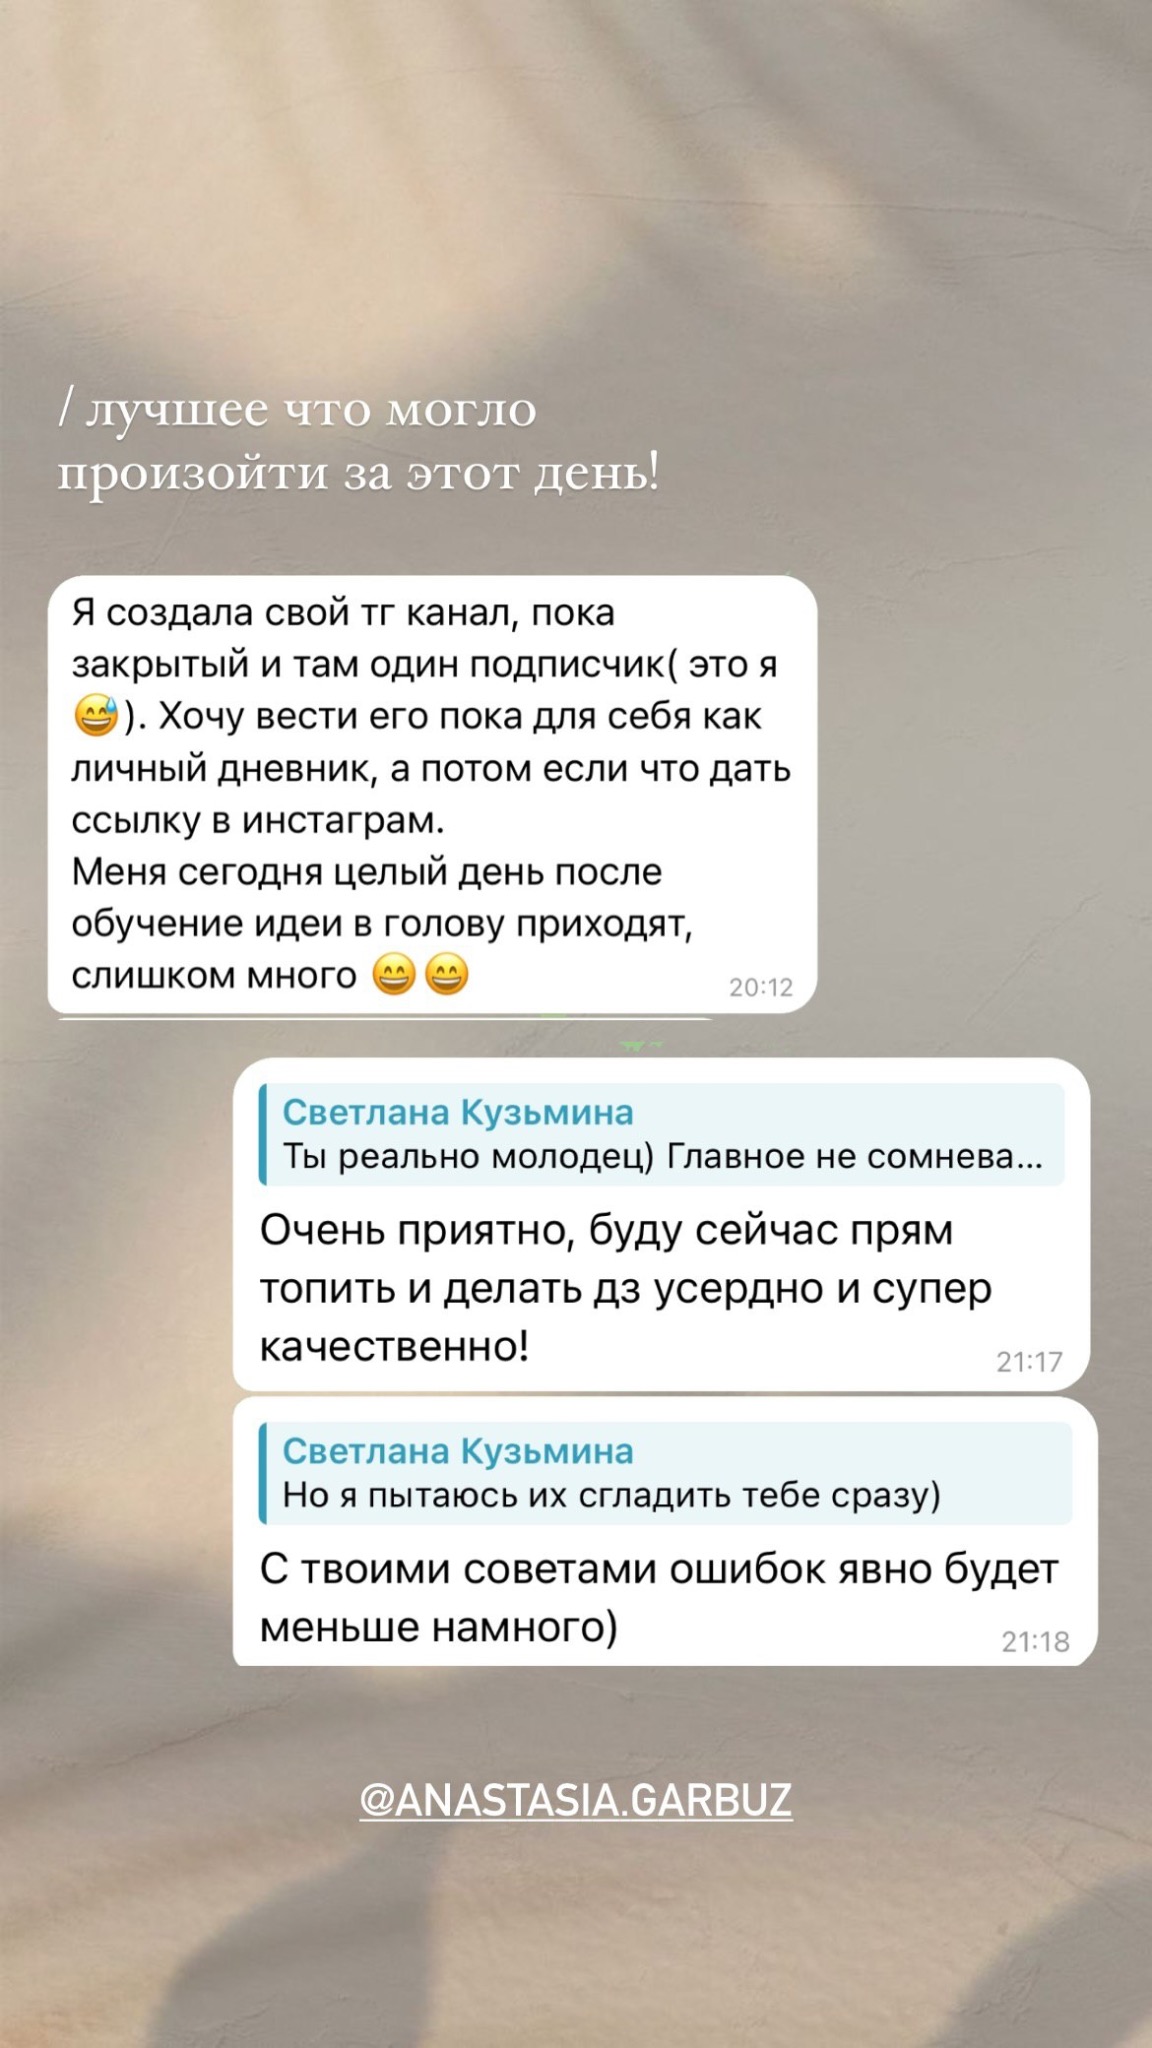 / лучшее что могло
произойти за этот день!
Я создала свой тг канал, пока
закрытый и там один подписчик( это я
😅). Хочу вести его пока для себя как
личный дневник, а потом если что дать
ссылку в инстаграм.
Меня сегодня целый день после
обучение идеи в голову приходят,
слишком много 😄😄
20:12
Светлана Кузьмина
Ты реально молодец) Главное не сомнева...
Очень приятно, буду сейчас прям
топить и делать дз усердно и супер
качественно!
21:17
Светлана Кузьмина
Но я пытаюсь их сгладить тебе сразу)
С твоими советами ошибок явно будет
меньше намного)
21:18
@ANASTASIA.GARBUZ